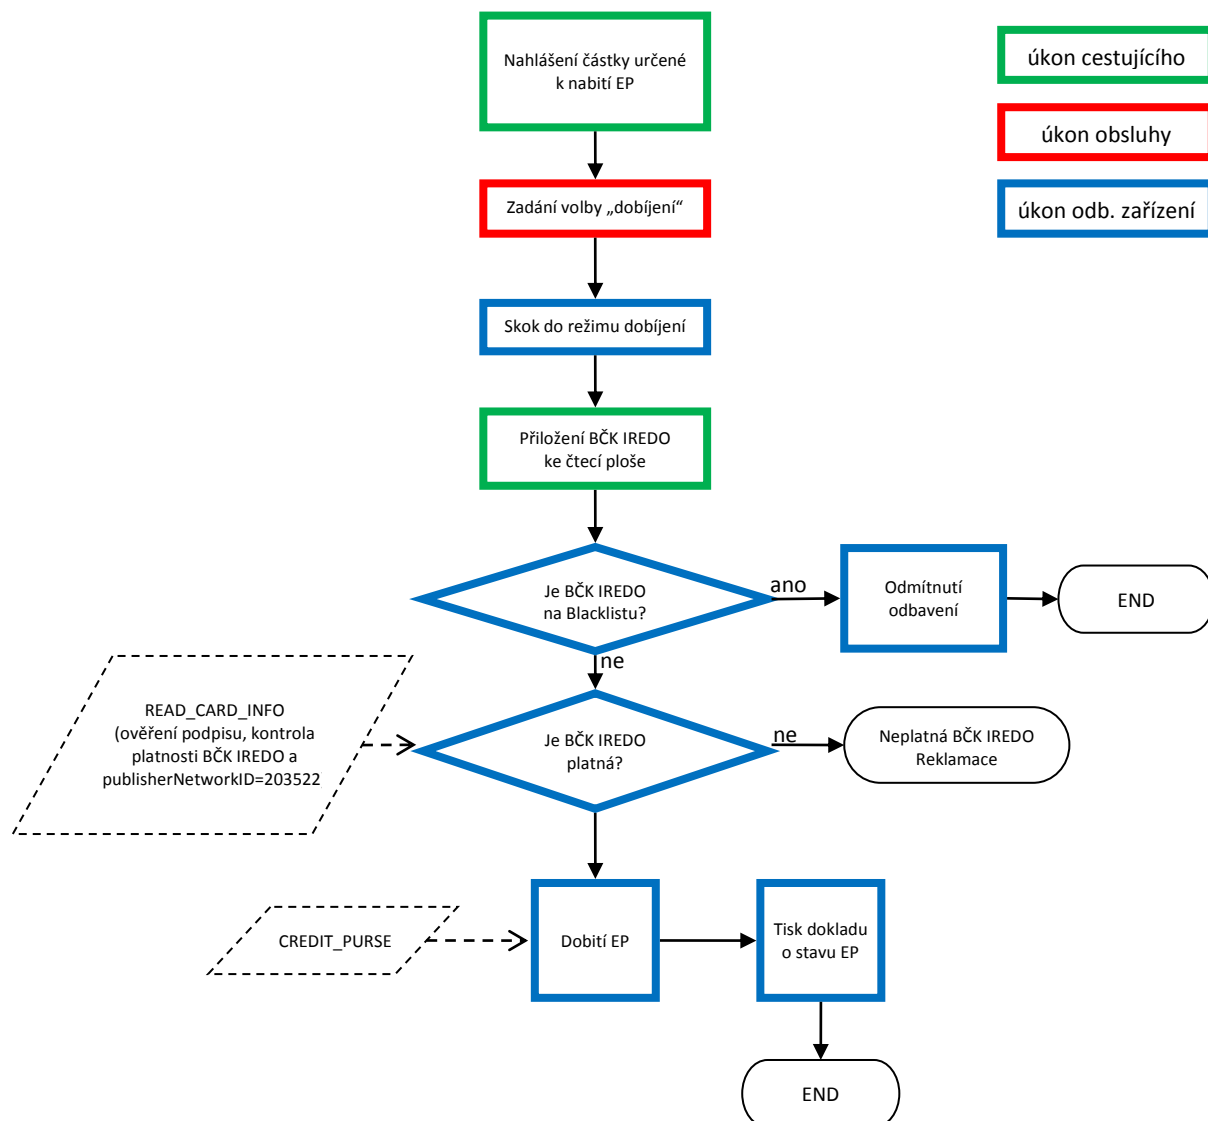 Nahlášení částky určené
k nabití EP
úkon cestujícího
úkon obsluhy
Zadání volby „dobíjení“
úkon odb. zařízení
Skok do režimu dobíjení
Přiložení BČK IREDO
ke čtecí ploše
Je BČK IREDO
na Blacklistu?
ano
Odmítnutí
odbavení
END
ne
READ_CARD_INFO
(ověření podpisu, kontrola
platnosti BČK IREDO a
publisherNetworkID=203522
Je BČK IREDO
platná?
ne
Neplatná BČK IREDO
Reklamace
CREDIT_PURSE
Dobití EP
Tisk dokladu
o stavu EP
END